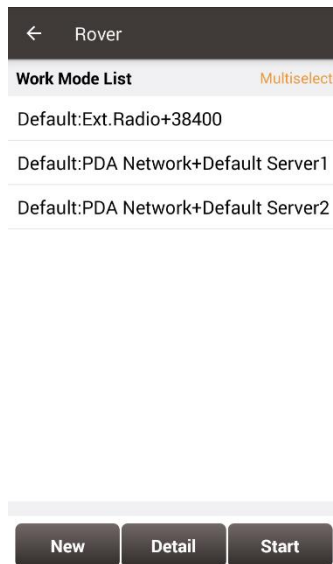 Rover
Work Mode List Multiselect
Default:Ext.Radio+38400
Default:PDA Network+Default Server1
Default:PDA Network+Default Server2
New Detail Start